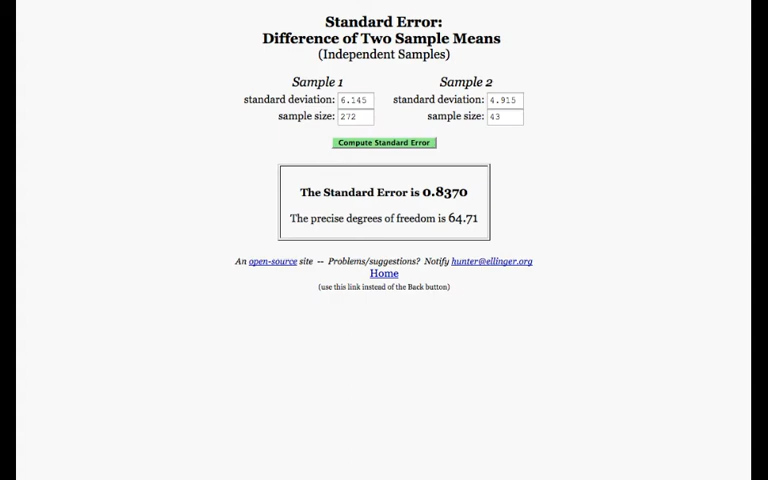 Standard Error:
Difference of Two Sample Means
(Independent Samples)
Sample 1 Sample 2
standard deviation: 6.145 standard deviation: 4.915
sample size: 272 sample size: 43
Compute Standard Error
The Standard Error is 0.8370
The precise degrees of freedom is 64.71
An open-source site -- Problems/suggestions? Notify hunter@ellinger.org
Home
(use this link instead of the Back button)